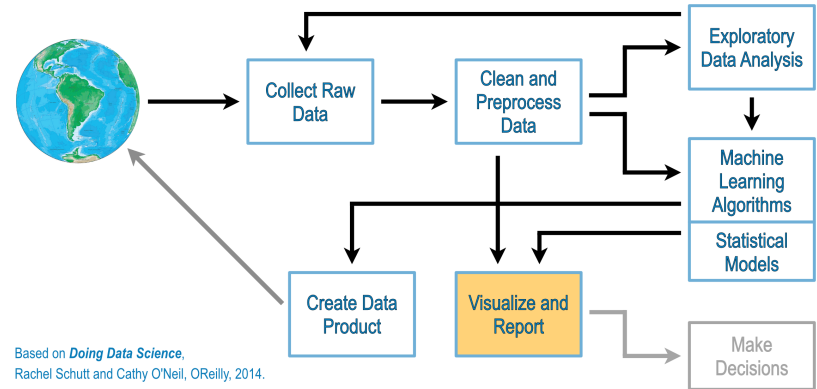 Exploratory
Data Analysis
Collect Raw
Data
Clean and
Preprocess
Data
Machine
Learning
Algorithms
Statistical
Models
Create Data
Product
Visualize and
Report
Make
Decisions
Based on Doing Data Science,
Rachel Schutt and Cathy O'Neil, OReilly, 2014.